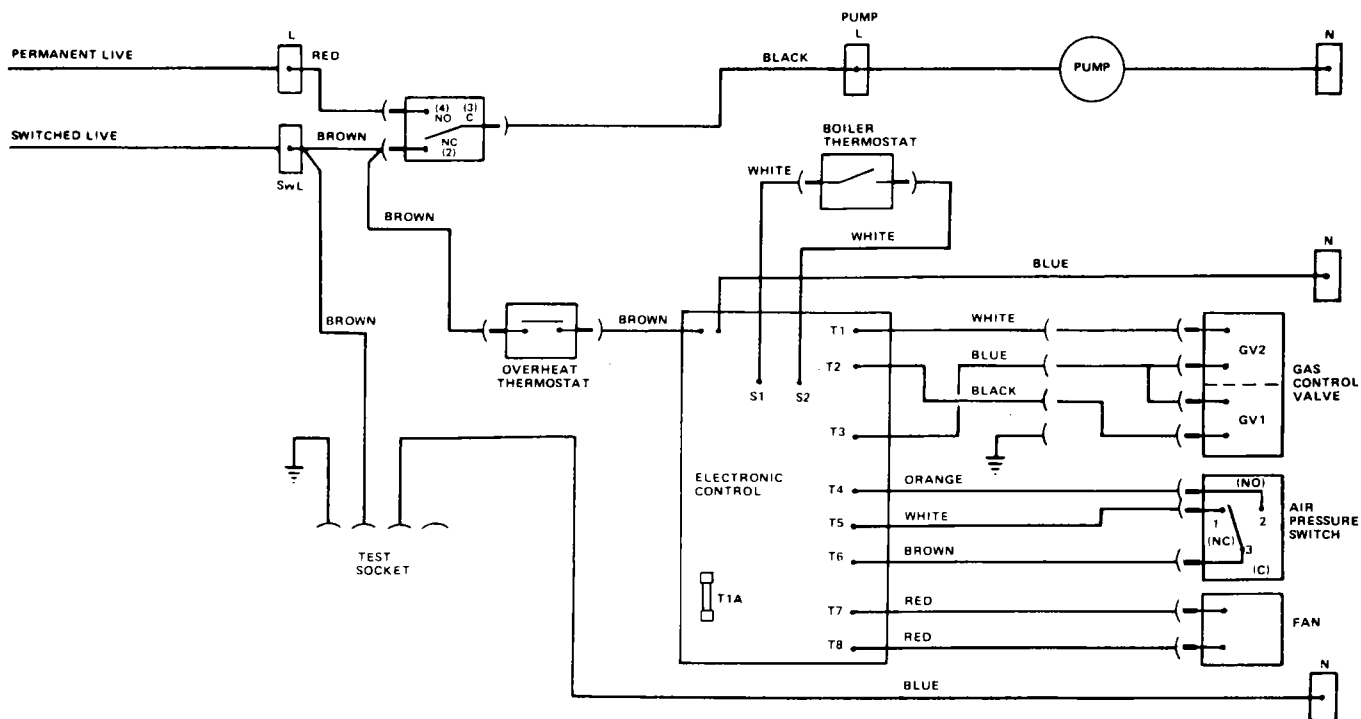 PUMP
L
L
N
PERMANENT LIVE
RED
BLACK
PUMP
(4)
NO
(3)
C
SWITCHED LIVE
BROWN
NC
(2)
SwL
BOILER
THERMOSTAT
WHITE
BROWN
WHITE
N
BLUE
BROWN
BROWN
OVERHEAT
THERMOSTAT
T1
WHITE
GV2
T2
BLUE
GAS
CONTROL
VALVE
S1
S2
BLACK
GV1
T3
ELECTRONIC
CONTROL
T4
ORANGE
(NO)
T5
WHITE
1
2
(NC)
AIR
PRESSURE
SWITCH
T6
BROWN
3
(C)
TEST
SOCKET
T1A
T7
RED
FAN
T8
RED
N
BLUE